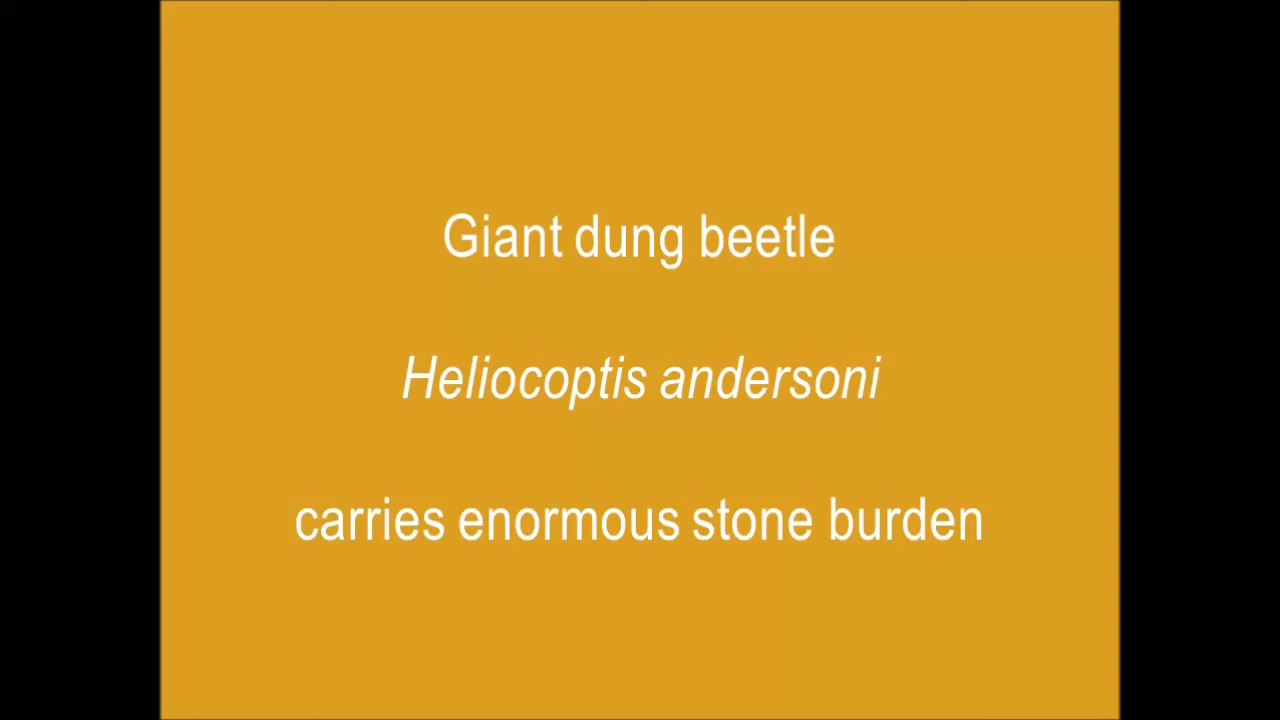 Giant dung beetle
Heliocoptis andersoni
carries enormous stone burden